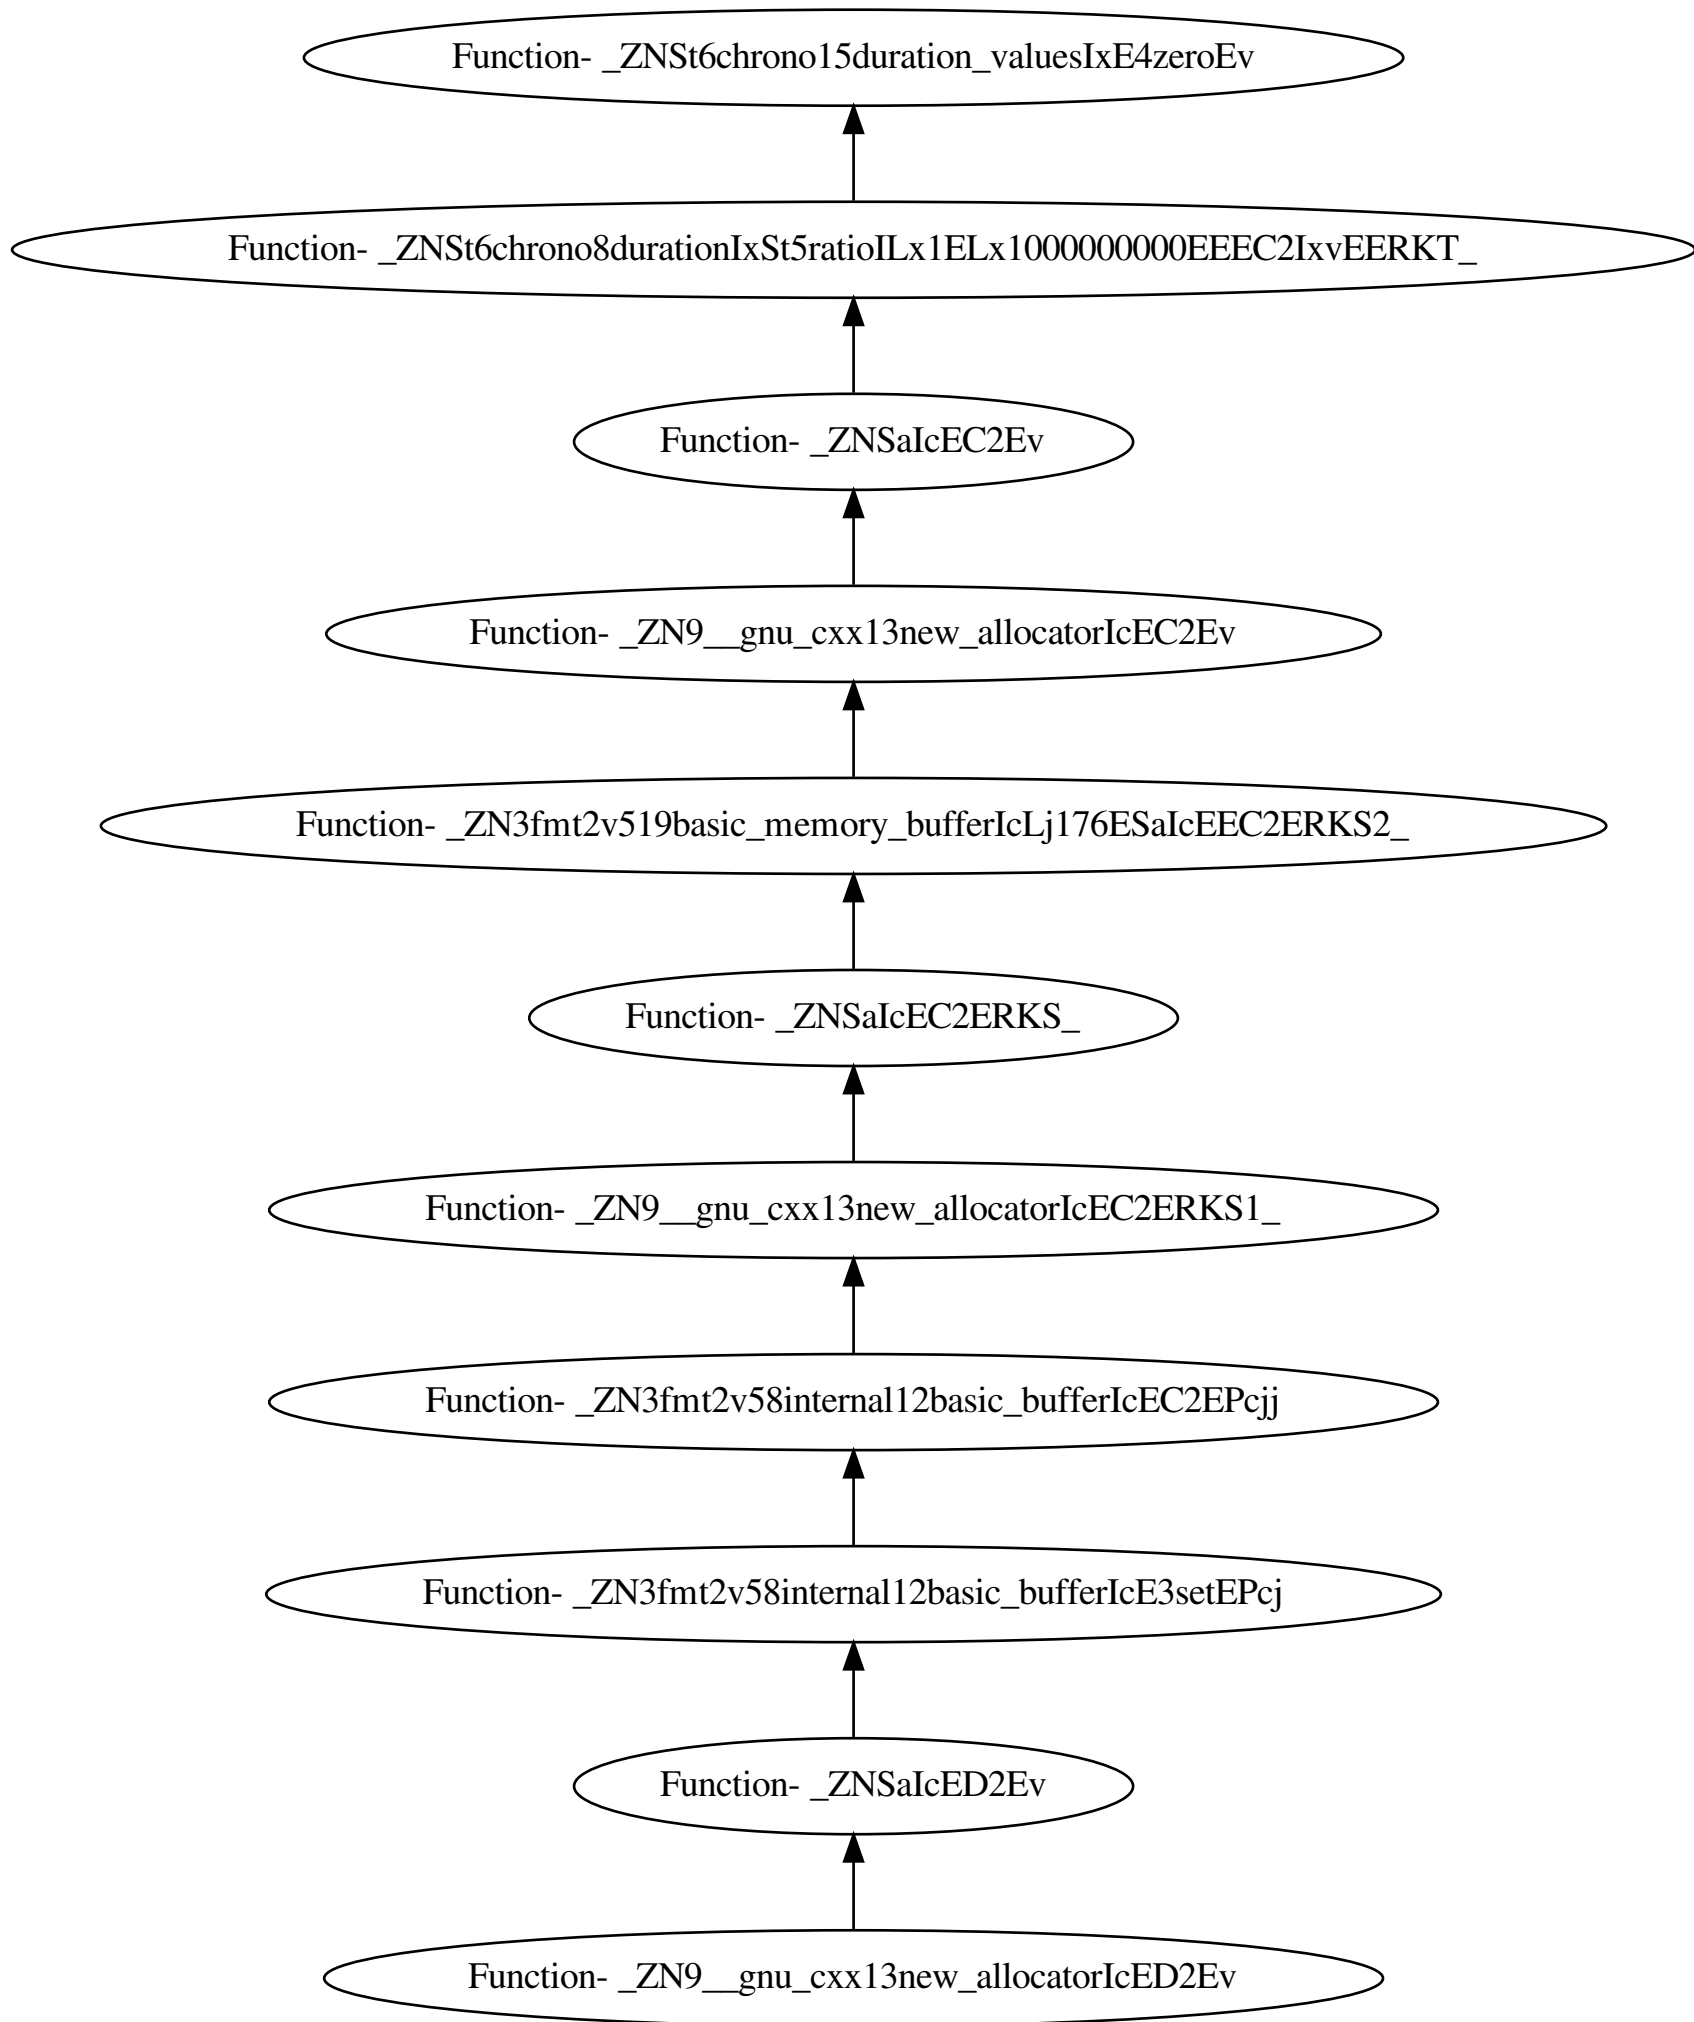 Function- _ZNSt6chrono15duration_valuesIxE4zeroEv
Function- _ZNSt6chrono8durationIxSt5ratioILx1ELx1000000000EEEC2IxvEERKT_
Function- _ZNSaIcEC2Ev
Function- _ZN9__gnu_cxx13new_allocatorIcEC2Ev
Function- _ZN3fmt2v519basic_memory_bufferIcLj176ESaIcEEC2ERKS2_
Function- _ZNSaIcEC2ERKS_
Function- _ZN9__gnu_cxx13new_allocatorIcEC2ERKS1_
Function- _ZN3fmt2v58internal12basic_bufferIcEC2EPcjj
Function- _ZN3fmt2v58internal12basic_bufferIcE3setEPcj
Function- _ZNSaIcED2Ev
Function- _ZN9__gnu_cxx13new_allocatorIcED2Ev